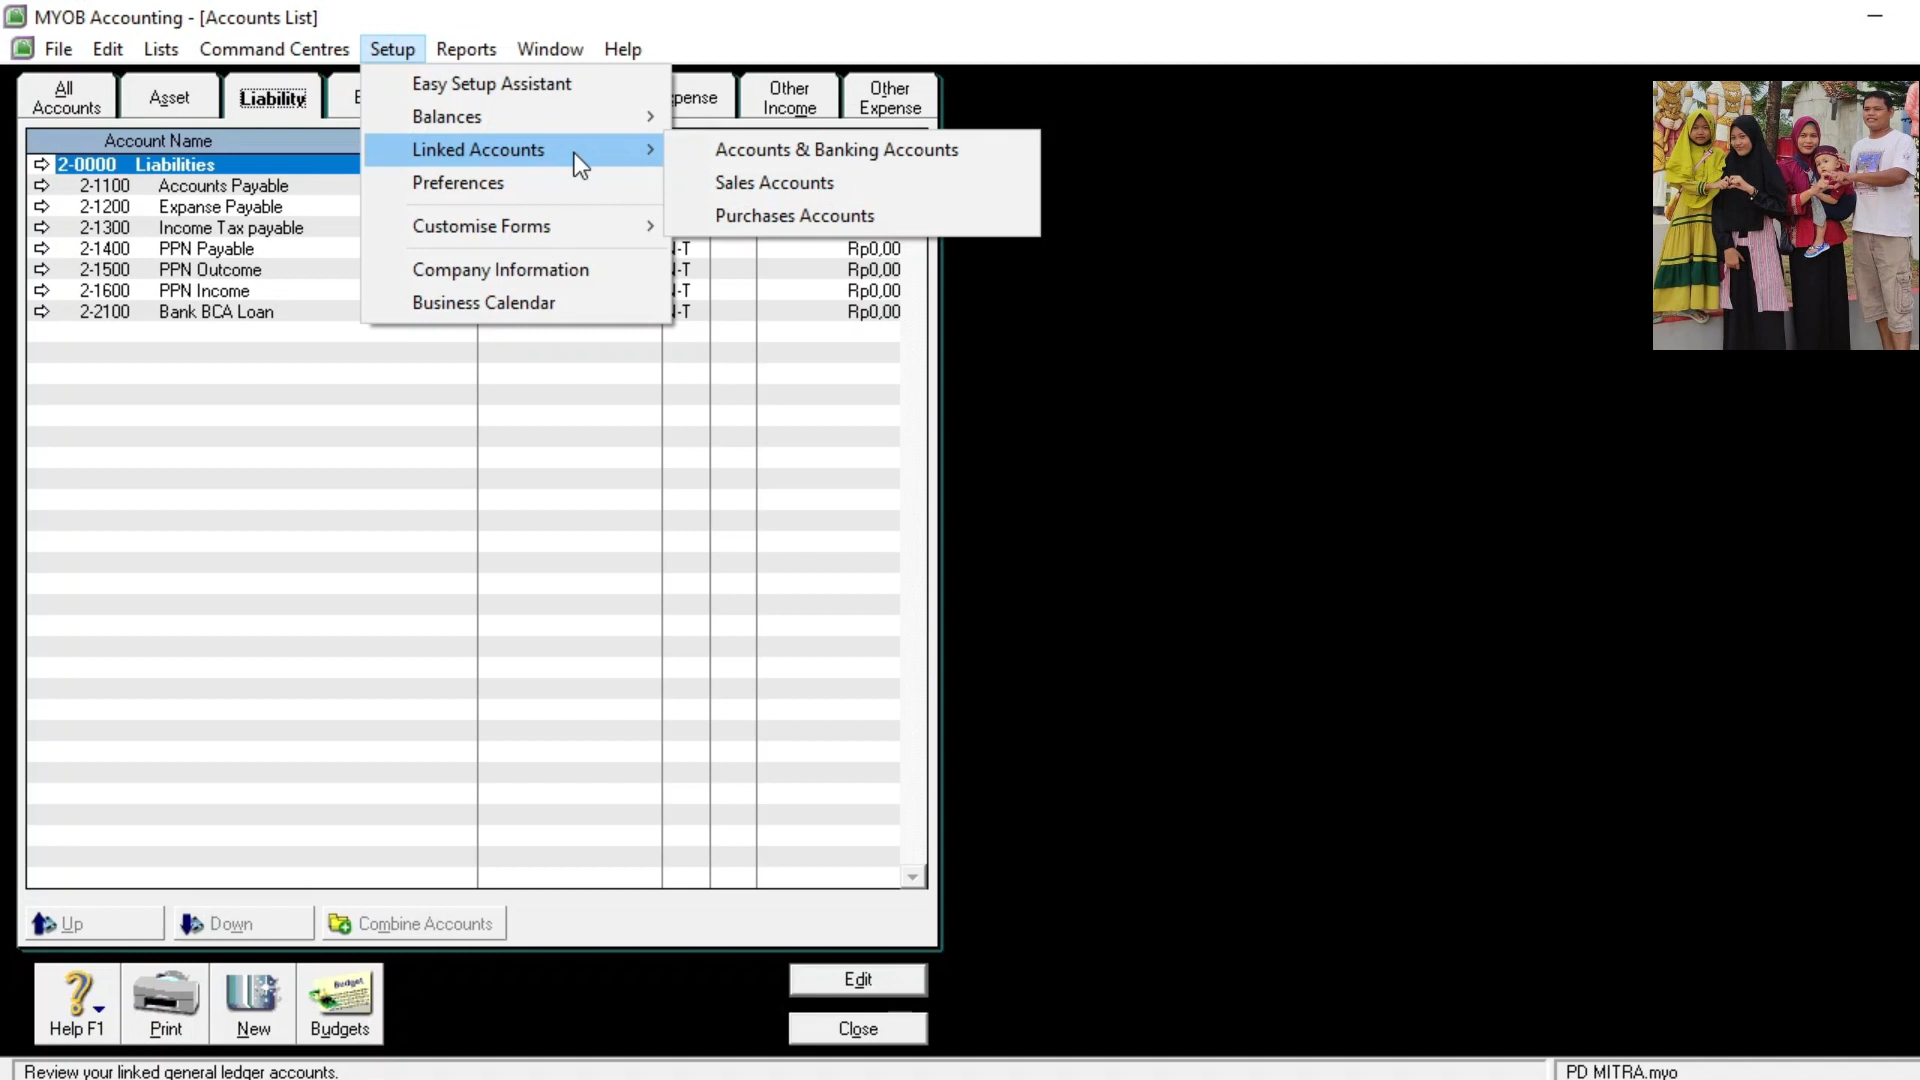 MYOB Accounting - [Accounts List]
File Edit Lists Command Centres Setup Reports Window Help
All Accounts
Asset
Liability
Other Income
Other Expense
Easy Setup Assistant
Balances
Linked Accounts
Preferences
Customise Forms
Company Information
Business Calendar
Accounts & Banking Accounts
Sales Accounts
Purchases Accounts
Account Name
2-0000 Liabilities
2-1100 Accounts Payable
2-1200 Expanse Payable
2-1300 Income Tax payable
2-1400 PPN Payable Rp0,00
2-1500 PPN Outcome Rp0,00
2-1600 PPN Income Rp0,00
2-2100 Bank BCA Loan Rp0,00
Up
Down
Combine Accounts
Help F1
Print
New
Budget
Budgets
Edit
Close
Review your linked general ledger accounts.
PD MITRA.myo